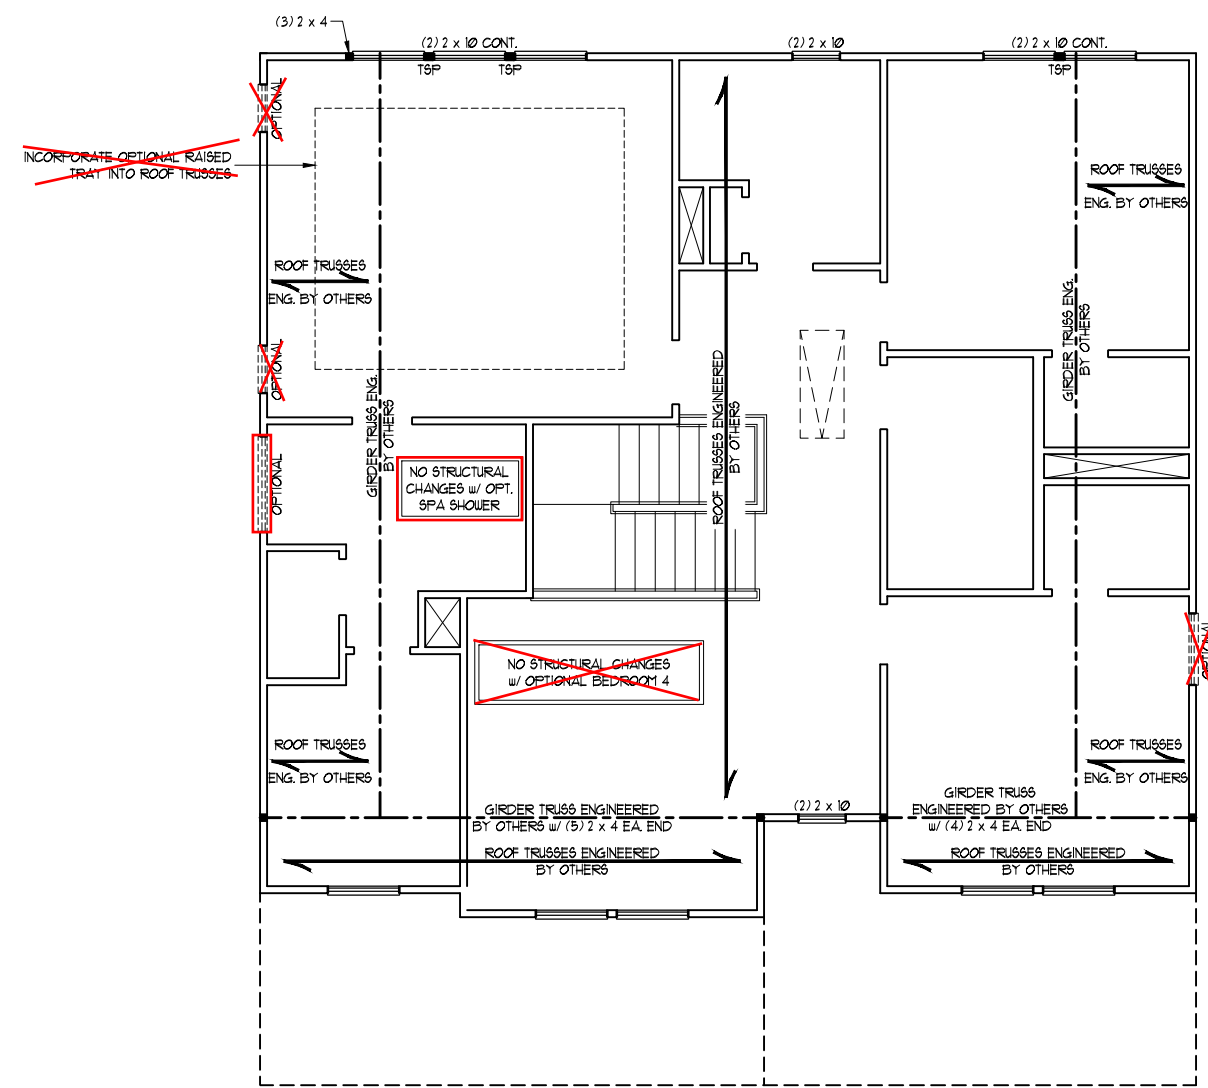 (3) 2 x 4
(2) 2 x 10 CONT.
(2) 2 x 10
(2) 2 x 10 CONT.
TSP
TSP
TSP
OPTIONAL
INCORPORATE OPTIONAL RAISED
TRAY INTO ROOF TRUSSES
ROOF TRUSSES
ENG. BY OTHERS
ROOF TRUSSES
ENG. BY OTHERS
OPTIONAL
GIRDER TRUSS ENG.
BY OTHERS
ROOF TRUSSES ENGINEERED
BY OTHERS
GIRDER TRUSS ENG.
BY OTHERS
OPTIONAL
NO STRUCTURAL
CHANGES w/ OPT.
SPA SHOWER
NO STRUCTURAL CHANGES
w/ OPTIONAL BEDROOM 4
OPTIONAL
ROOF TRUSSES
ENG. BY OTHERS
ROOF TRUSSES
ENG. BY OTHERS
GIRDER TRUSS ENGINEERED
BY OTHERS w/ (5) 2 x 4 EA. END
(2) 2 x 10
GIRDER TRUSS
ENGINEERED BY OTHERS
w/ (4) 2 x 4 EA. END
ROOF TRUSSES ENGINEERED
BY OTHERS
ROOF TRUSSES ENGINEERED
BY OTHERS